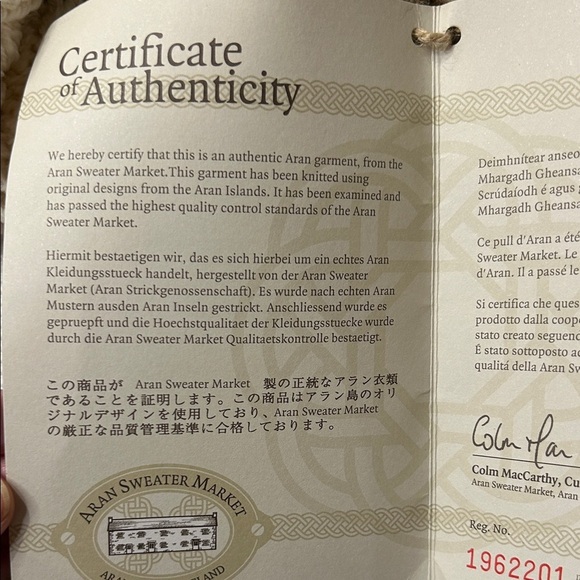 Certificate
of Authenticity
We hereby certify that this is an authentic Aran garment, from the
Aran Sweater Market.This garment has been knitted using
original designs from the Aran Islands. It has been examined and
has passed the highest quality control standards of the Aran
Sweater Market.
Hiermit bestaetigen wir, das es sich hierbei um ein echtes Aran
Kleidungsstueck handelt, hergestellt von der Aran Sweater
Market (Aran Strickgenossenschaft). Es wurde nach echten Aran
Mustern ausden Aran Inseln gestrickt. Anschliessend wurde es
gepruepft und die Hoechstqualitaet der Kleidungsstuecke wurde
durch die Aran Sweater Market Qualitaetskontrolle bestaetigt.
この商品が Aran Sweater Market 製の正統なアラン衣類
であることを証明します。この商品はアラン島のオリ
ジナルデザインを使用しており、Aran Sweater Market
の厳正な品質管理基準に合格しております。
ARAN SWEATER MARKET
Deimhnítear anseo
Mhargadh Gheansa
Scrúdaíodh é agus
Mhargadh Gheansa
Ce pull d'Aran a été
Sweater Market. Le
d'Aran. Il a passé le
Si certifica che ques
prodotto dalla coop
stato creato seguend
É stato sottoposto ac
qualitá della Aran Sw
Colm Mac
Colm MacCarthy, Cu
Aran Sweater Market, Aran
Reg. No.
1962201